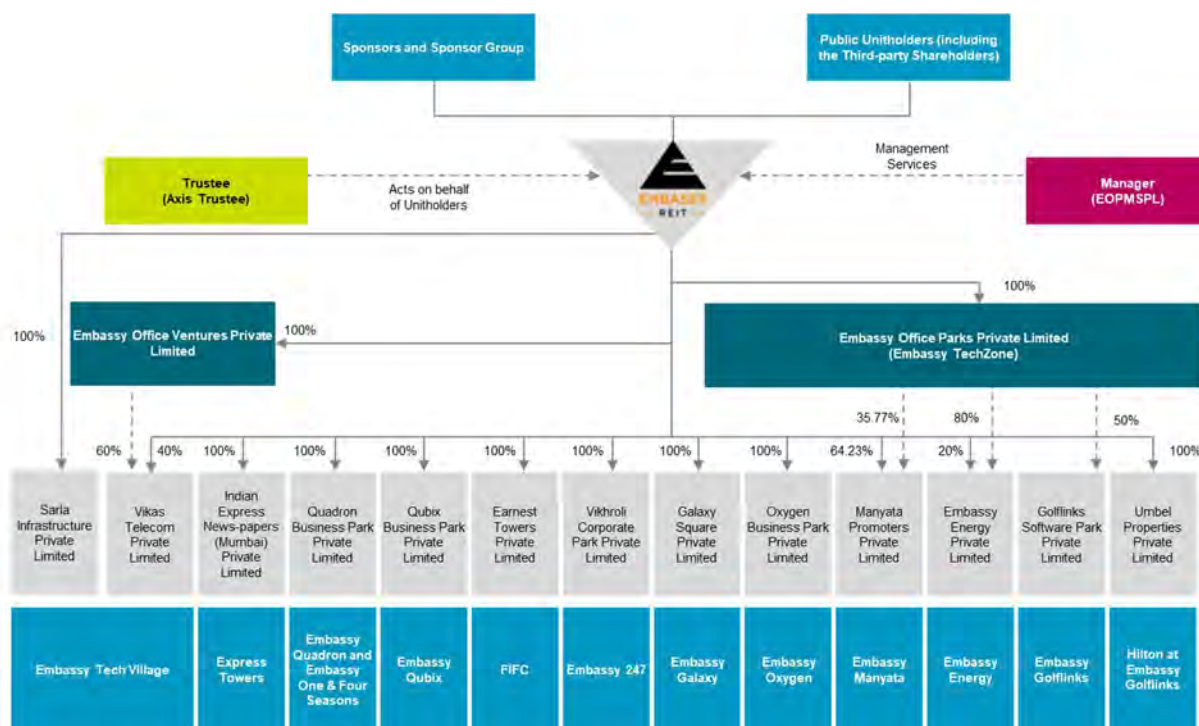 Sponsors and Sponsor Group
Public Unitholders (including
the Third-party Shareholders)
Trustee
(Axis Trustee)
Acts on behalf
of Unitholders
EMBASSY
REIT
Management
Services
Manager
(EOPMSPL)
100%
Embassy Office Ventures Private
Limited
100%
100%
Embassy Office Parks Private Limited
(Embassy TechZone)
60%
40%
100%
100%
100%
100%
100%
100%
100%
35.77%
64.23%
80%
20%
50%
100%
Sarla
Infrastructure
Private
Limited
Vikas
Telecom
Private
Limited
Indian
Express
News-papers
(Mumbai)
Private
Limited
Quadron
Business Park
Private
Limited
Qubix
Business Park
Private
Limited
Earnest
Towers Private
Limited
Vikhroli
Corporate
Park Private
Limited
Galaxy
Square
Private
Limited
Oxygen
Business Park
Private
Limited
Manyata
Promoters
Private
Limited
Embassy
Energy
Private
Limited
Golflinks
Software Park
Private
Limited
Umbel
Properties
Private
Limited
Embassy Tech Village
Express
Towers
Embassy
Quadron and
Embassy
One & Four
Seasons
Embassy
Qubix
FIFC
Embassy 247
Embassy
Galaxy
Embassy
Oxygen
Embassy
Manyata
Embassy
Energy
Embassy
Golflinks
Hilton at
Embassy
Golflinks